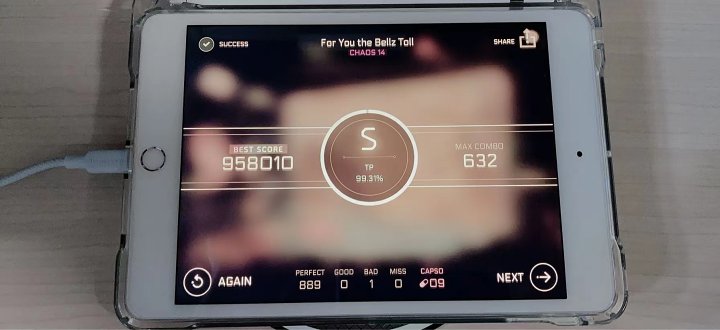 SUCCESS
For You the Bellz Toll
CHAOS 14
SHARE
BEST SCORE
958010
S
TP
99.31%
MAX COMBO
632
AGAIN
PERFECT GOOD BAD MISS CAPSO
889 0 1 0 09
NEXT